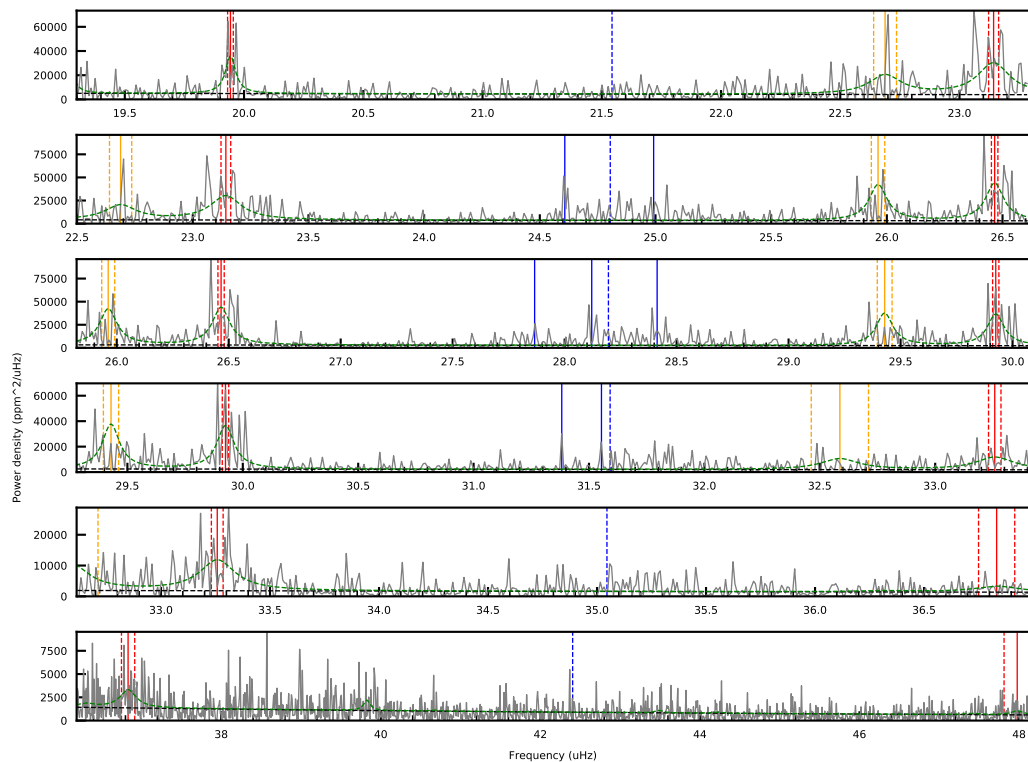 60000
40000
20000
0
19.5 20.0 20.5 21.0 21.5 22.0 22.5 23.0
75000
50000
25000
0
22.5 23.0 23.5 24.0 24.5 25.0 25.5 26.0 26.5
75000
50000
25000
0
26.0 26.5 27.0 27.5 28.0 28.5 29.0 29.5 30.0
Power density (ppm^2/uHz)
60000
40000
20000
0
29.5 30.0 30.5 31.0 31.5 32.0 32.5 33.0
20000
10000
0
33.0 33.5 34.0 34.5 35.0 35.5 36.0 36.5
7500
5000
2500
0
38 40 42 44 46 48
Frequency (uHz)